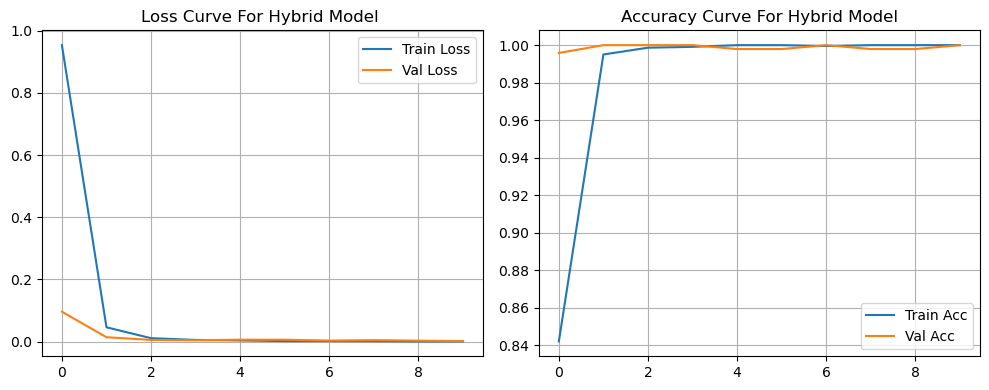 Loss Curve For Hybrid Model
1.0
0.8
0.6
0.4
0.2
0.0
0 2 4 6 8
Train Loss
Val Loss
Accuracy Curve For Hybrid Model
1.00
0.98
0.96
0.94
0.92
0.90
0.88
0.86
0.84
0 2 4 6 8
Train Acc
Val Acc